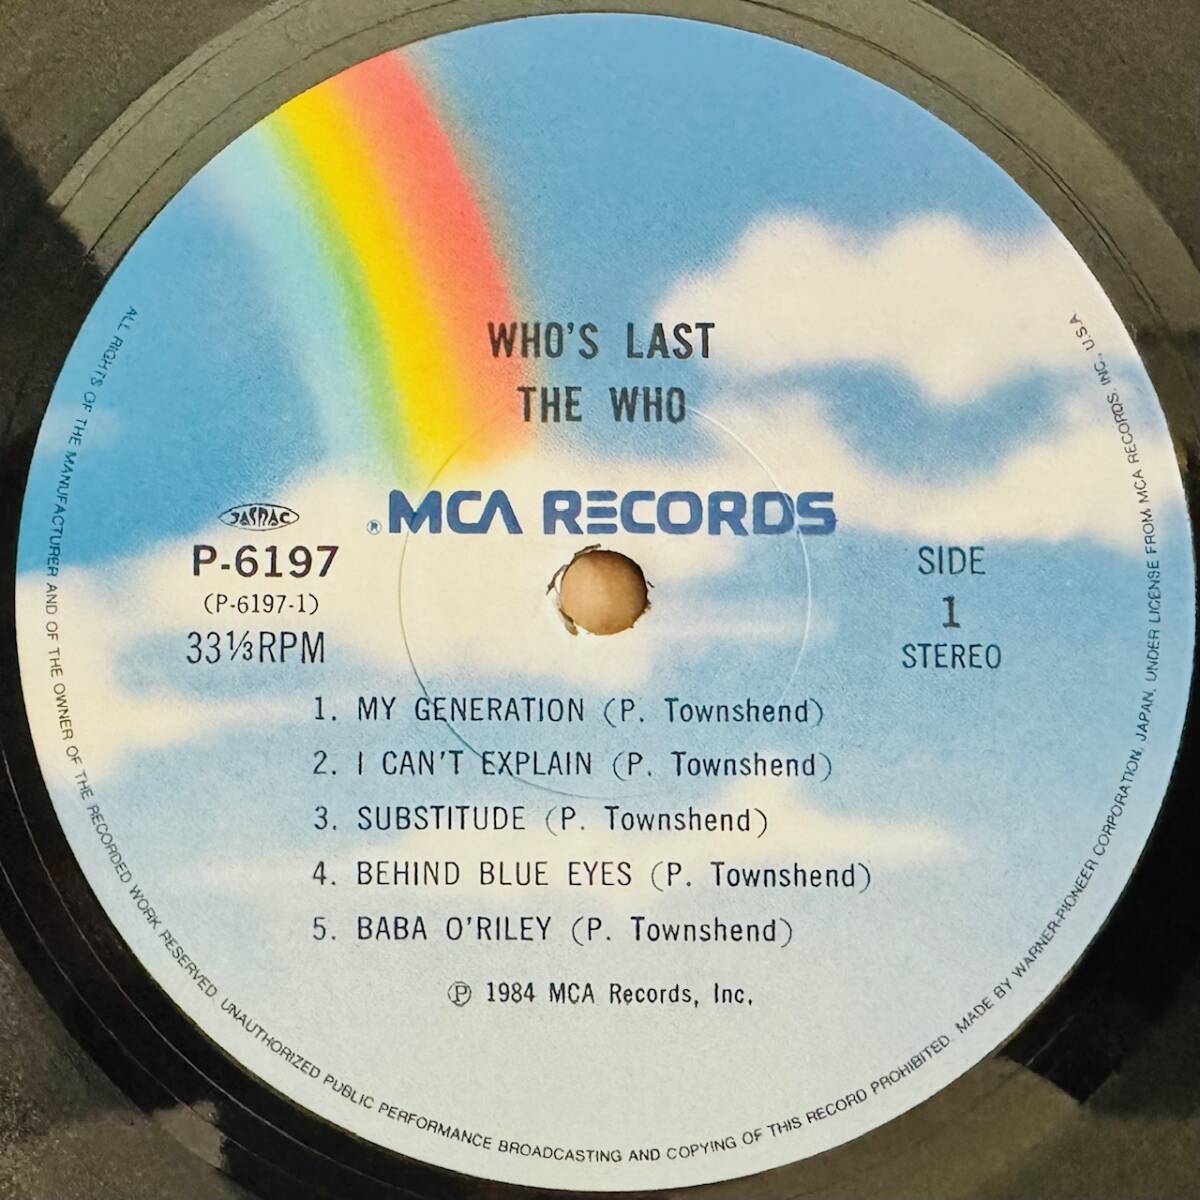 WHO'S LAST
THE WHO
® MCA RECORDS
JASRAC
P-6197
(P-6197-1)
33⅓RPM
SIDE
1
STEREO
1. MY GENERATION (P. Townshend)
2. I CAN'T EXPLAIN (P. Townshend)
3. SUBSTITUDE (P. Townshend)
4. BEHIND BLUE EYES (P. Townshend)
5. BABA O'RILEY (P. Townshend)
Ⓟ 1984 MCA Records, Inc.
ALL RIGHTS OF THE MANUFACTURER AND OF THE OWNER OF THE RECORDED WORK RESERVED. UNAUTHORIZED PUBLIC PERFORMANCE BROADCASTING AND COPYING OF THIS RECORD PROHIBITED. MADE BY WARNER-PIONEER CORPORATION, JAPAN, UNDER LICENSE FROM MCA RECORDS, INC., U.S.A.